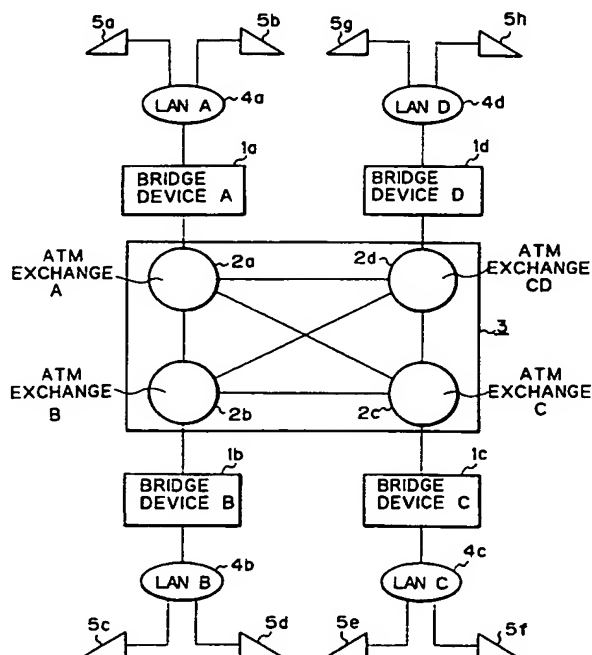 5a 5b 5g 5h
LAN A 4a LAN D 4d
1a 1d
BRIDGE
DEVICE A
BRIDGE
DEVICE D
ATM
EXCHANGE
A
2a 2d
ATM
EXCHANGE
CD
3
ATM
EXCHANGE
B
2b 2c
ATM
EXCHANGE
C
1b 1c
BRIDGE
DEVICE B
BRIDGE
DEVICE C
4b 4c
LAN B LAN C
5c 5d 5e 5f